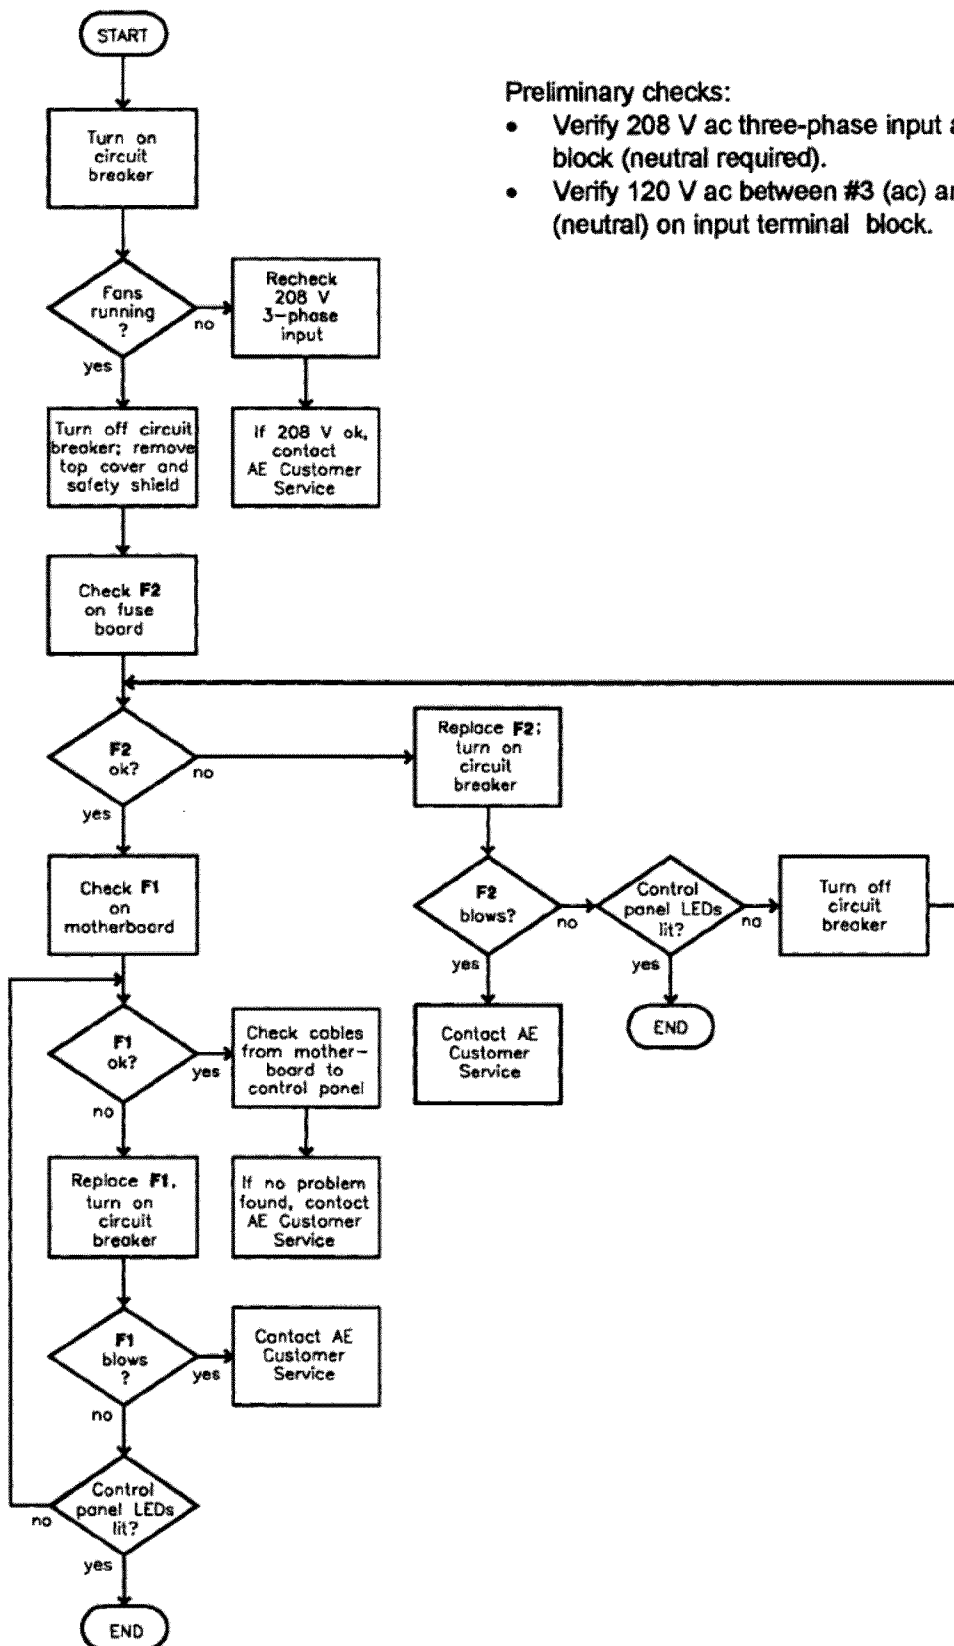 START
Preliminary checks:
• Verify 208 V ac three-phase input a
block (neutral required).
• Verify 120 V ac between #3 (ac) an
(neutral) on input terminal block.
Turn on
circuit
breaker
Fans
running
?
no
yes
Recheck
208 V
3-phase
input
If 208 V ok,
contact
AE Customer
Service
Turn off circuit
breaker; remove
top cover and
safety shield
Check F2
on fuse
board
F2
ok?
no
yes
Replace F2;
turn on
circuit
breaker
F2
blows?
no
yes
Control
panel LEDs
lit?
no
yes
Turn off
circuit
breaker
Contact AE
Customer
Service
END
Check F1
on
motherboard
F1
ok?
yes
no
Check cables
from mother-
board to
control panel
If no problem
found, contact
AE Customer
Service
Replace F1,
turn on
circuit
breaker
F1
blows
?
yes
no
Contact AE
Customer
Service
Control
panel LEDs
lit?
no
yes
END